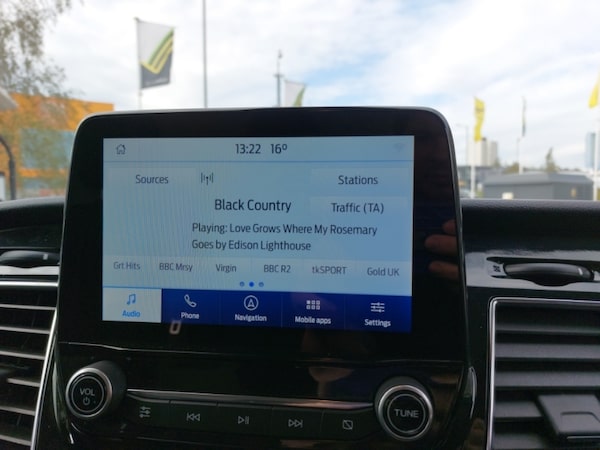 13:22 16º
Sources Stations
Black Country Traffic (TA)
Playing: Love Grows Where My Rosemary
Goes by Edison Lighthouse
Grt Hits BBC Mrsy Virgin BBC R2 tkSPORT Gold UK
Audio Phone Navigation Mobile apps Settings
VOL TUNE